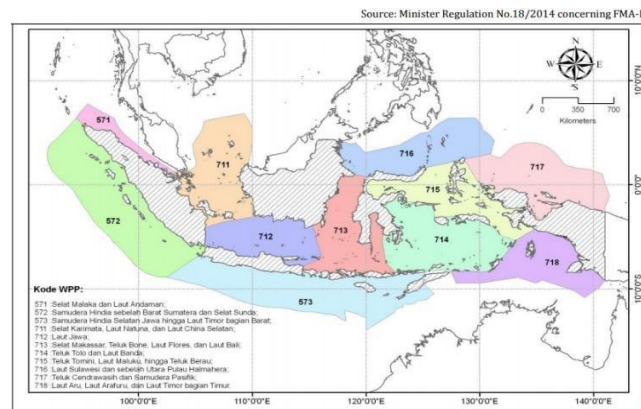 Source: Minister Regulation No.18/2014 concerning FMA-
N
W E
S
0 350 700
Kilometers
10°0'0"N
0°0'0"
10°0'0"S
571
572
711
712
713
716
715
717
714
718
573
Kode WPP:
571 :Selat Malaka dan Laut Andaman;
572 :Samudera Hindia sebelah Barat Sumatera dan Selat Sunda;
573 :Samudera Hindia Selatan Jawa hingga Laut Timor bagian Barat;
711 :Selat Karimata, Laut Natuna, dan Laut China Selatan;
712 :Laut Jawa;
713 :Selat Makassar, Teluk Bone, Laut Flores, dan Laut Bali;
714 :Teluk Tolo dan Laut Banda;
715 :Teluk Tomini, Laut Maluku, hingga Teluk Berau;
716 :Laut Sulawesi dan sebelah Utara Pulau Halmahera;
717 :Teluk Cendrawasih dan Samudera Pasifik;
718 :Laut Aru, Laut Arafuru, dan Laut Timor bagian Timur.
100°0'0"E 110°0'0"E 120°0'0"E 130°0'0"E 140°0'0"E